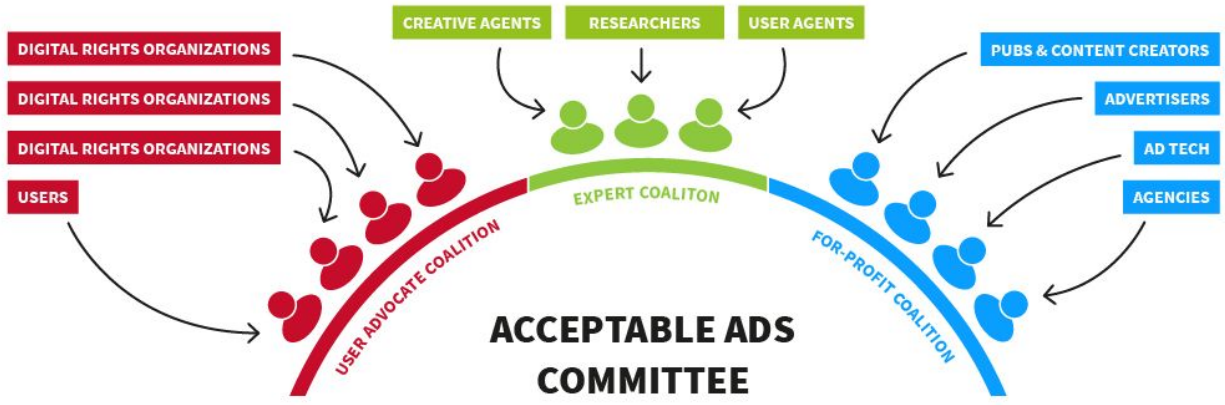 CREATIVE AGENTS
RESEARCHERS
USER AGENTS
DIGITAL RIGHTS ORGANIZATIONS
DIGITAL RIGHTS ORGANIZATIONS
DIGITAL RIGHTS ORGANIZATIONS
USERS
PUBS & CONTENT CREATORS
ADVERTISERS
AD TECH
AGENCIES
USER ADVOCATE COALITION
EXPERT COALITON
FOR-PROFIT COALITION
ACCEPTABLE ADS
COMMITTEE